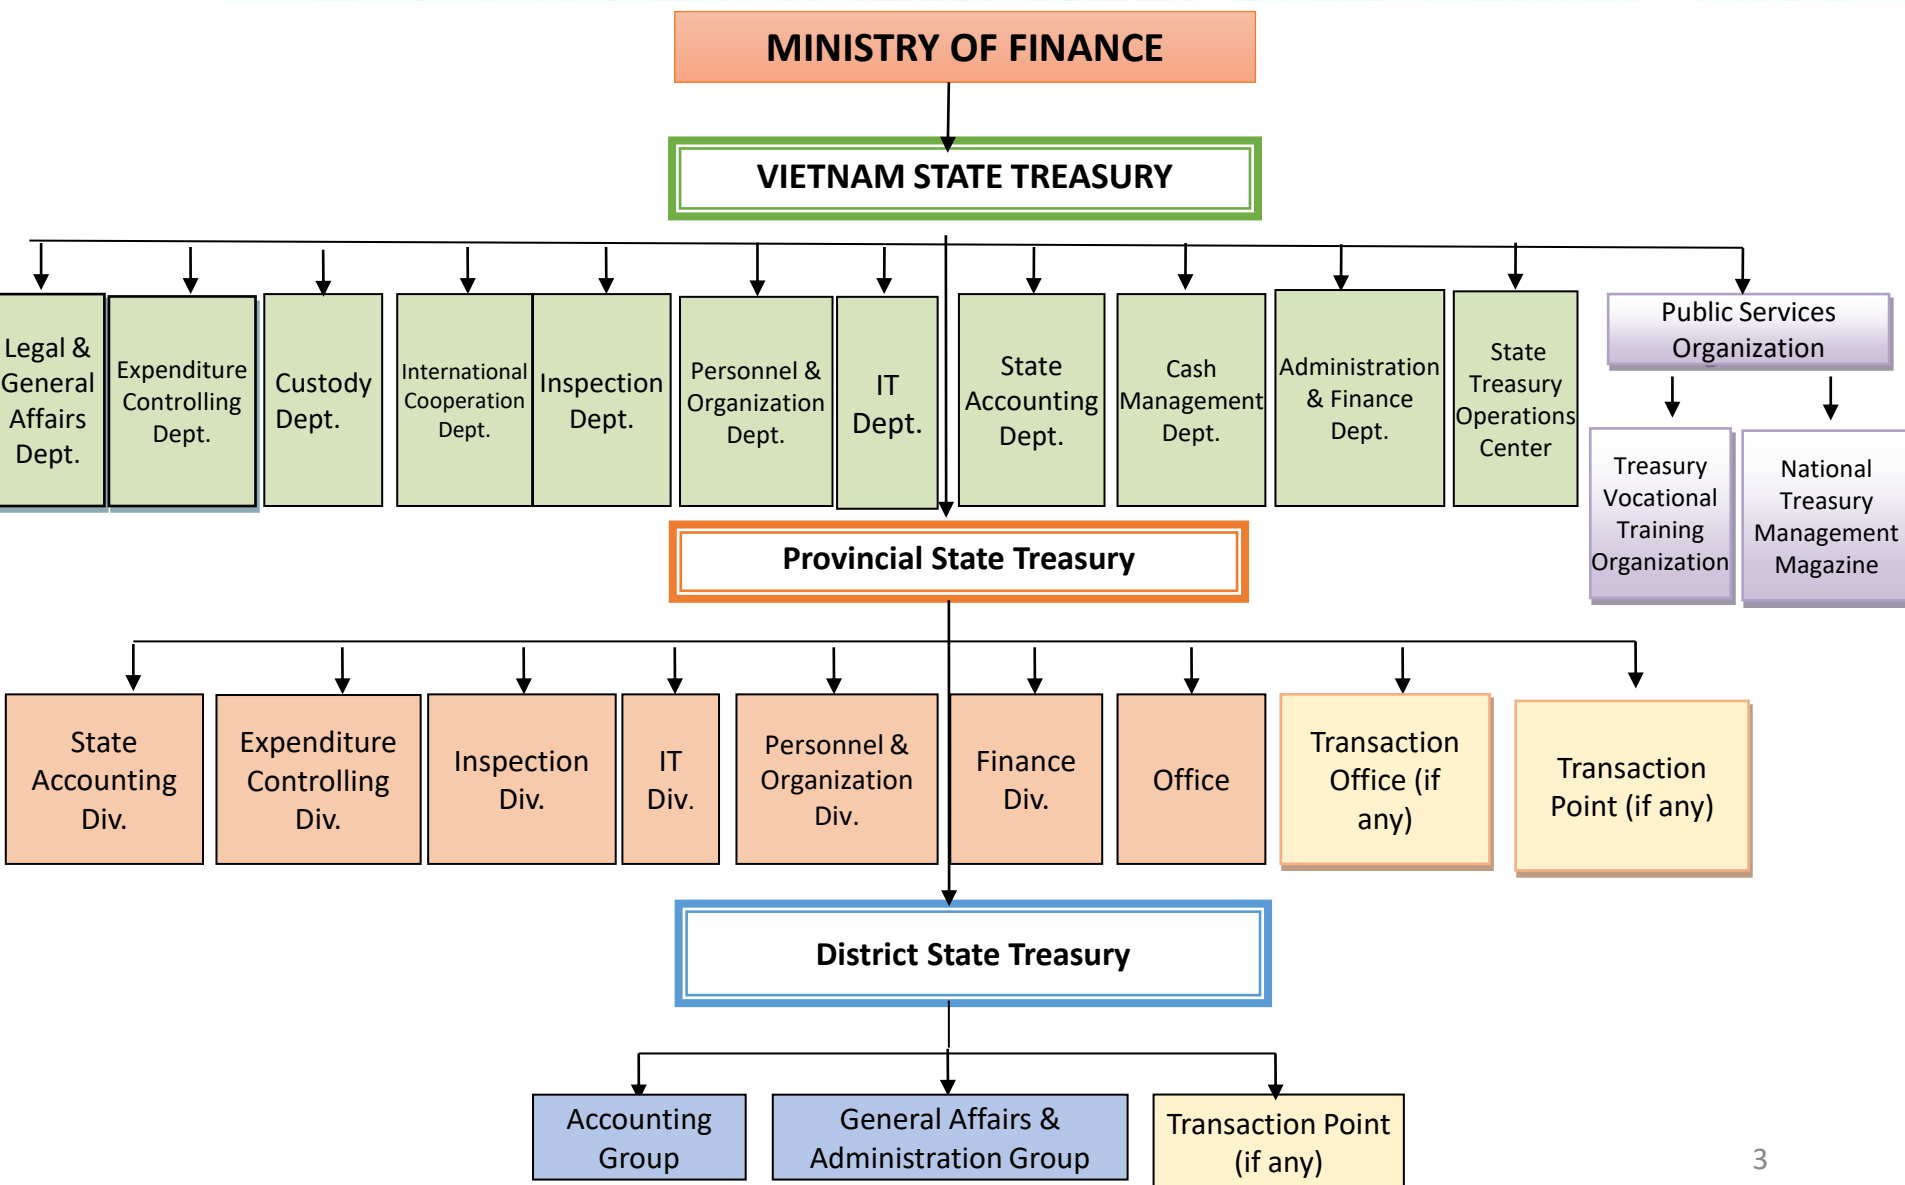 MINISTRY OF FINANCE
VIETNAM STATE TREASURY
Legal &
General
Affairs
Dept.
Expenditure
Controlling
Dept.
Custody
Dept.
International
Cooperation
Dept.
Inspection
Dept.
Personnel &
Organization
Dept.
IT
Dept.
State
Accounting
Dept.
Cash
Management
Dept.
Administration
& Finance
Dept.
State
Treasury
Operations
Center
Public Services
Organization
Treasury
Vocational
Training
Organization
National
Treasury
Management
Magazine
Provincial State Treasury
State
Accounting
Div.
Expenditure
Controlling
Div.
Inspection
Div.
IT
Div.
Personnel &
Organization
Div.
Finance
Div.
Office
Transaction
Office (if
any)
Transaction
Point (if any)
District State Treasury
Accounting
Group
General Affairs &
Administration Group
Transaction Point
(if any)
3